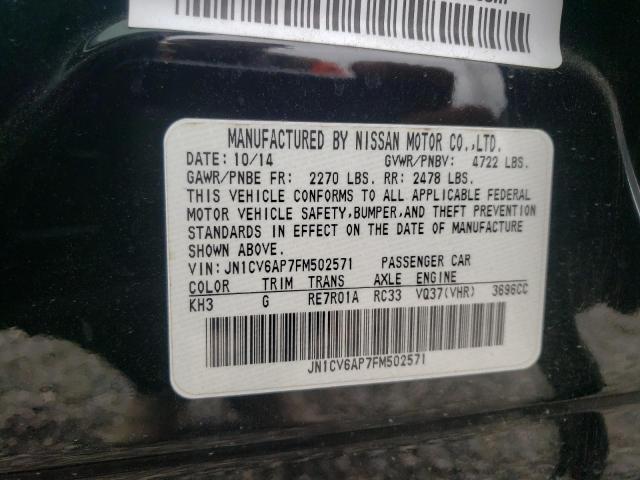 MANUFACTURED BY NISSAN MOTOR CO.,LTD.
DATE: 10/14 GVWR/PNBV: 4722 LBS.
GAWR/PNBE FR: 2270 LBS. RR: 2478 LBS.
THIS VEHICLE CONFORMS TO ALL APPLICABLE FEDERAL
MOTOR VEHICLE SAFETY,BUMPER,AND THEFT PREVENTION
STANDARDS IN EFFECT ON THE DATE OF MANUFACTURE
SHOWN ABOVE.
VIN: JN1CV6AP7FM502571 PASSENGER CAR
COLOR TRIM TRANS AXLE ENGINE
KH3 G RE7R01A RC33 VQ37(VHR) 3696CC
JN1CV6AP7FM502571